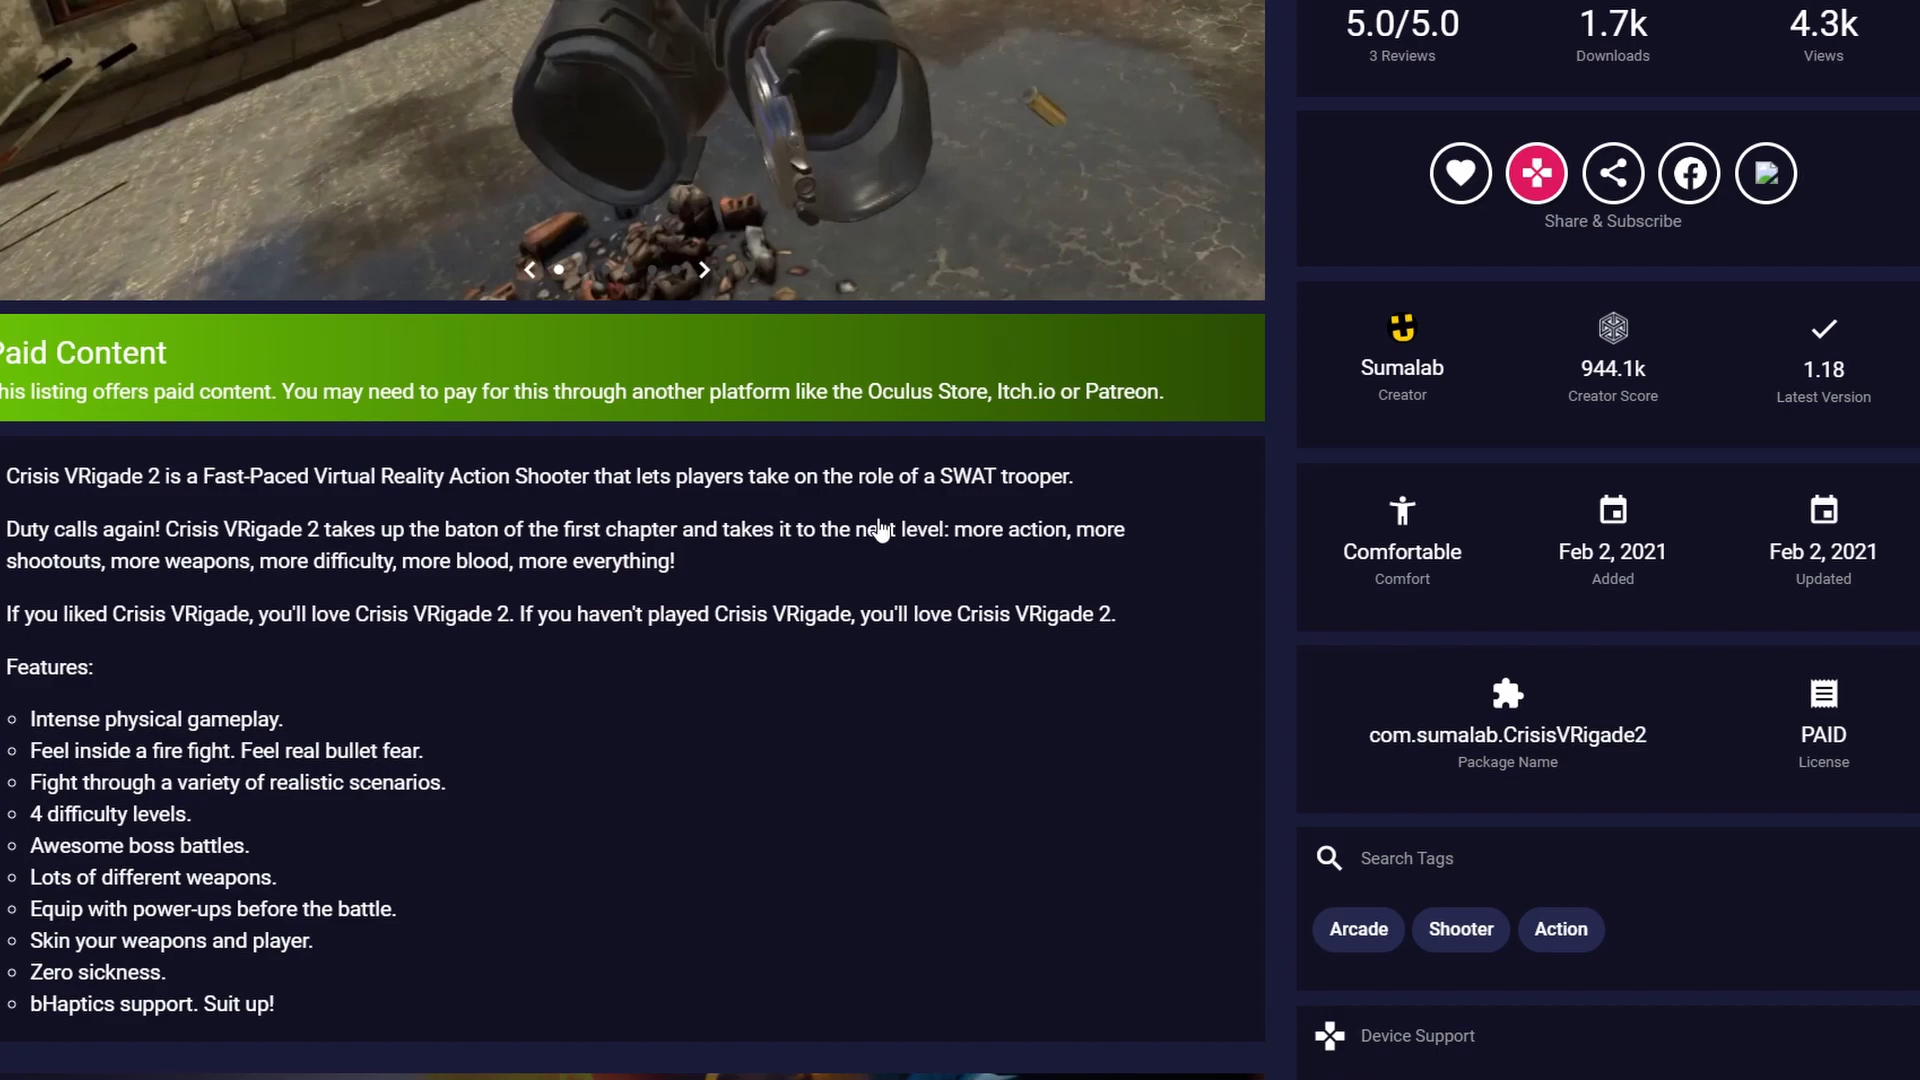 5.0/5.0
3 Reviews
1.7k
Downloads
4.3k
Views
Share & Subscribe
Paid Content
his listing offers paid content. You may need to pay for this through another platform like the Oculus Store, Itch.io or Patreon.
Sumalab
Creator
944.1k
Creator Score
1.18
Latest Version
Crisis VRigade 2 is a Fast-Paced Virtual Reality Action Shooter that lets players take on the role of a SWAT trooper.
Duty calls again! Crisis VRigade 2 takes up the baton of the first chapter and takes it to the next level: more action, more
shootouts, more weapons, more difficulty, more blood, more everything!
If you liked Crisis VRigade, you'll love Crisis VRigade 2. If you haven't played Crisis VRigade, you'll love Crisis VRigade 2.
Features:
Intense physical gameplay.
Feel inside a fire fight. Feel real bullet fear.
Fight through a variety of realistic scenarios.
4 difficulty levels.
Awesome boss battles.
Lots of different weapons.
Equip with power-ups before the battle.
Skin your weapons and player.
Zero sickness.
bHaptics support. Suit up!
Comfortable
Comfort
Feb 2, 2021
Added
Feb 2, 2021
Updated
com.sumalab.CrisisVRigade2
Package Name
PAID
License
Search Tags
Arcade
Shooter
Action
Device Support